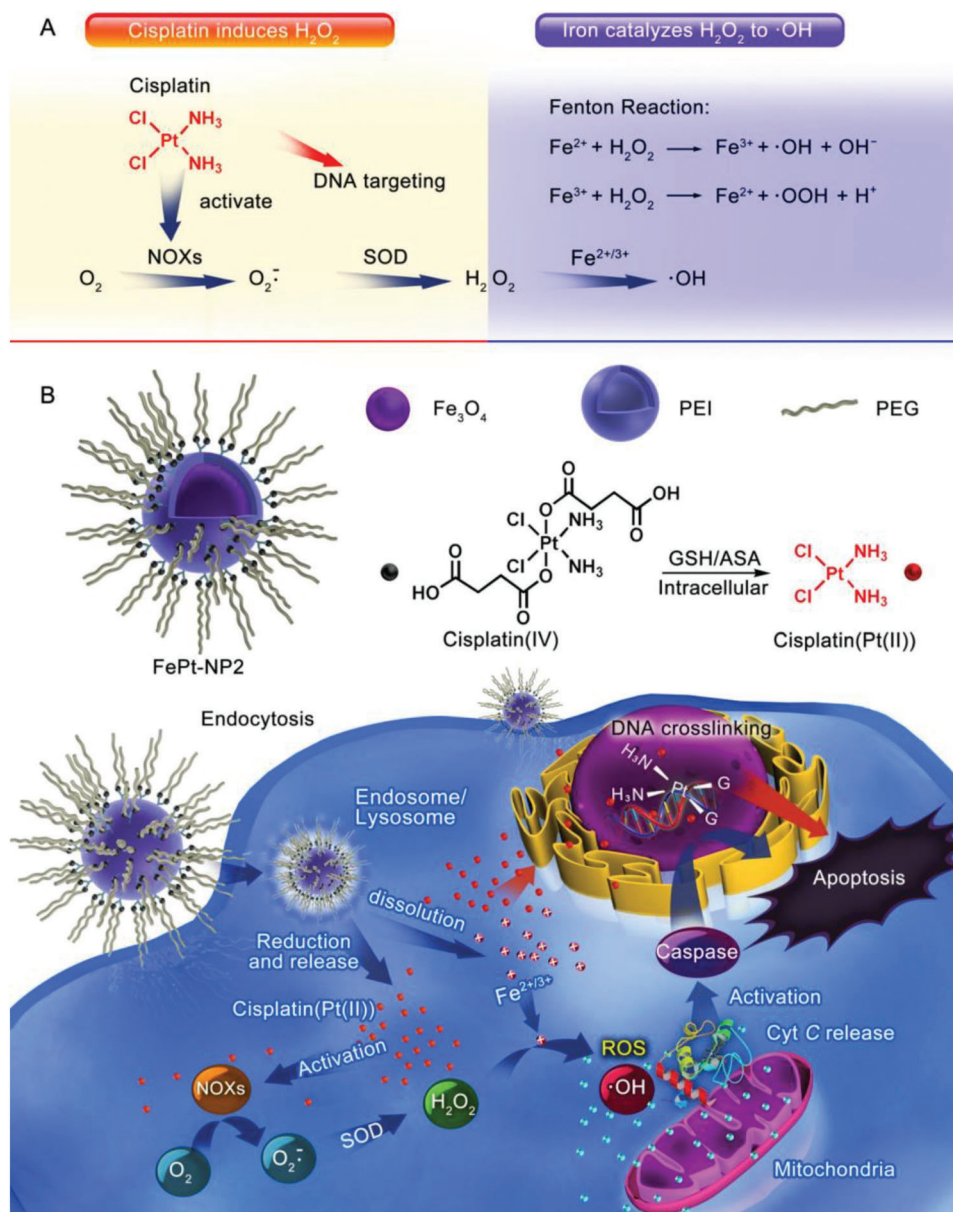 A
Cisplatin induces H₂O₂
Iron catalyzes H₂O₂ to ·OH
Cisplatin
Cl
NH₃
Pt
Cl
NH₃
DNA targeting
activate
NOXs
SOD
O₂
O₂·̄
H₂O₂
Fenton Reaction:
Fe²⁺ + H₂O₂ → Fe³⁺ + ·OH + OH⁻
Fe³⁺ + H₂O₂ → Fe²⁺ + ·OOH + H⁺
Fe²⁺/³⁺
·OH
B
Fe₃O₄
PEI
PEG
FePt-NP2
O
OH
O
O
Cl
NH₃
Pt
Cl
NH₃
O
O
HO
O
Cisplatin(IV)
GSH/ASA
Intracellular
Cl
NH₃
Pt
Cl
NH₃
Cisplatin(Pt(II))
Endocytosis
DNA crosslinking
H₃N
H₃N
Pt
G
G
Endosome/
Lysosome
Apoptosis
dissolution
Reduction
and release
Caspase
Fe²⁺/³⁺
Activation
Cisplatin(Pt(II))
Cyt C release
Activation
ROS
NOXs
·OH
H₂O₂
SOD
O₂
O₂·̄
Mitochondria